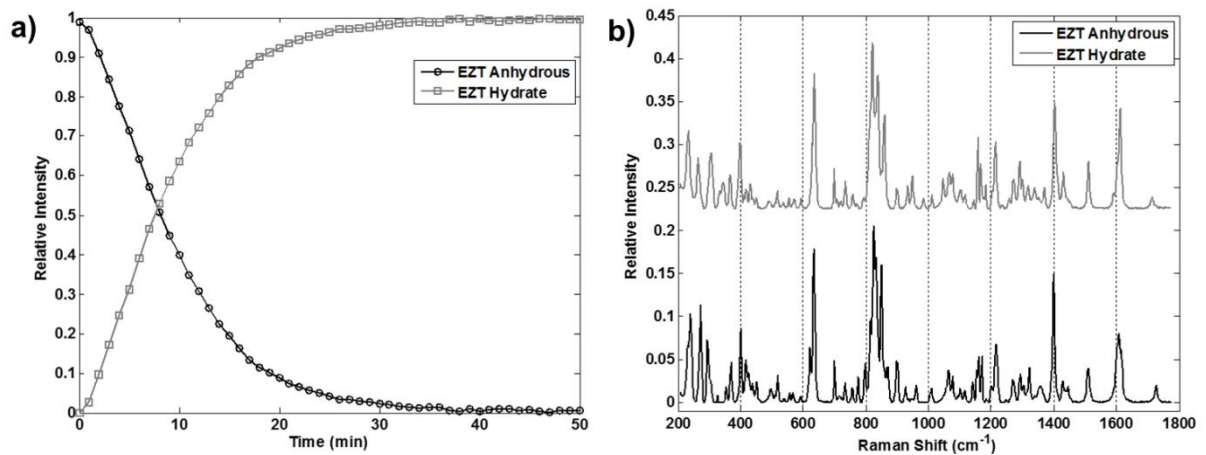 a)
1
0.9
0.8
0.7
0.6
0.5
0.4
0.3
0.2
0.1
0
Relative Intensity
EZT Anhydrous
EZT Hydrate
0 10 20 30 40 50
Time (min)
b)
0.45
0.4
0.35
0.3
0.25
0.2
0.15
0.1
0.05
0
Relative Intensity
EZT Anhydrous
EZT Hydrate
200 400 600 800 1000 1200 1400 1600 1800
Raman Shift (cm⁻¹)